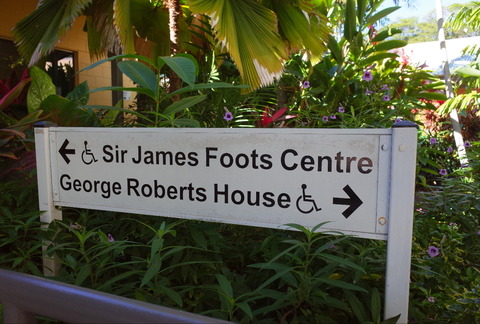 ← ♿ Sir James Foots Centre
George Roberts House ♿ →